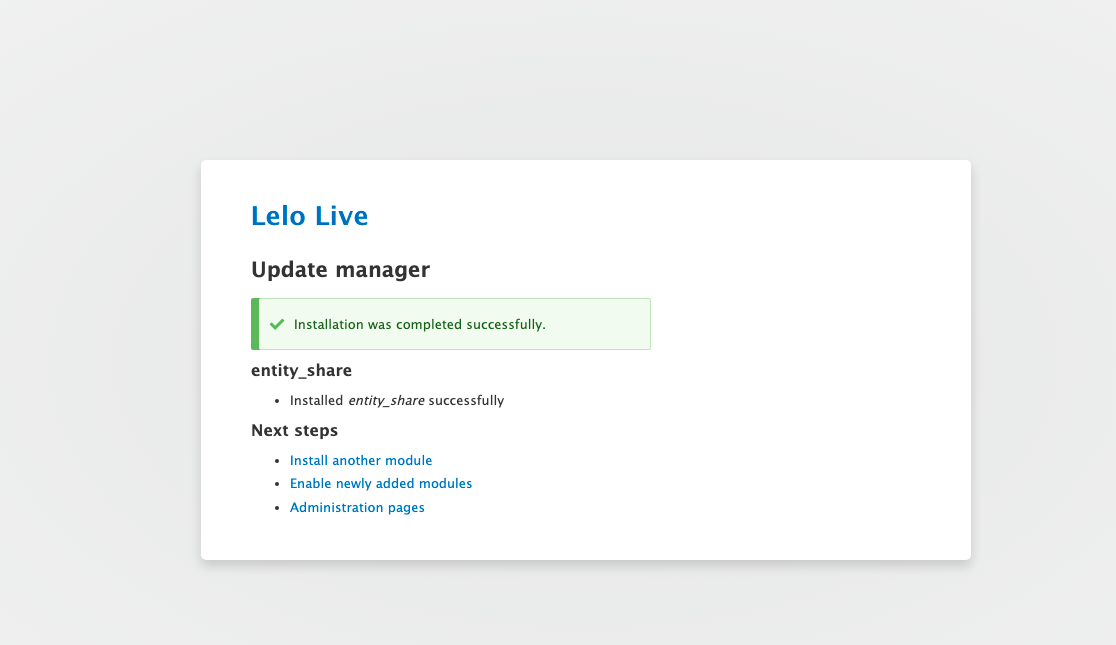 Lelo Live
Update manager
Installation was completed successfully.
entity_share
Installed entity_share successfully
Next steps
Install another module
Enable newly added modules
Administration pages